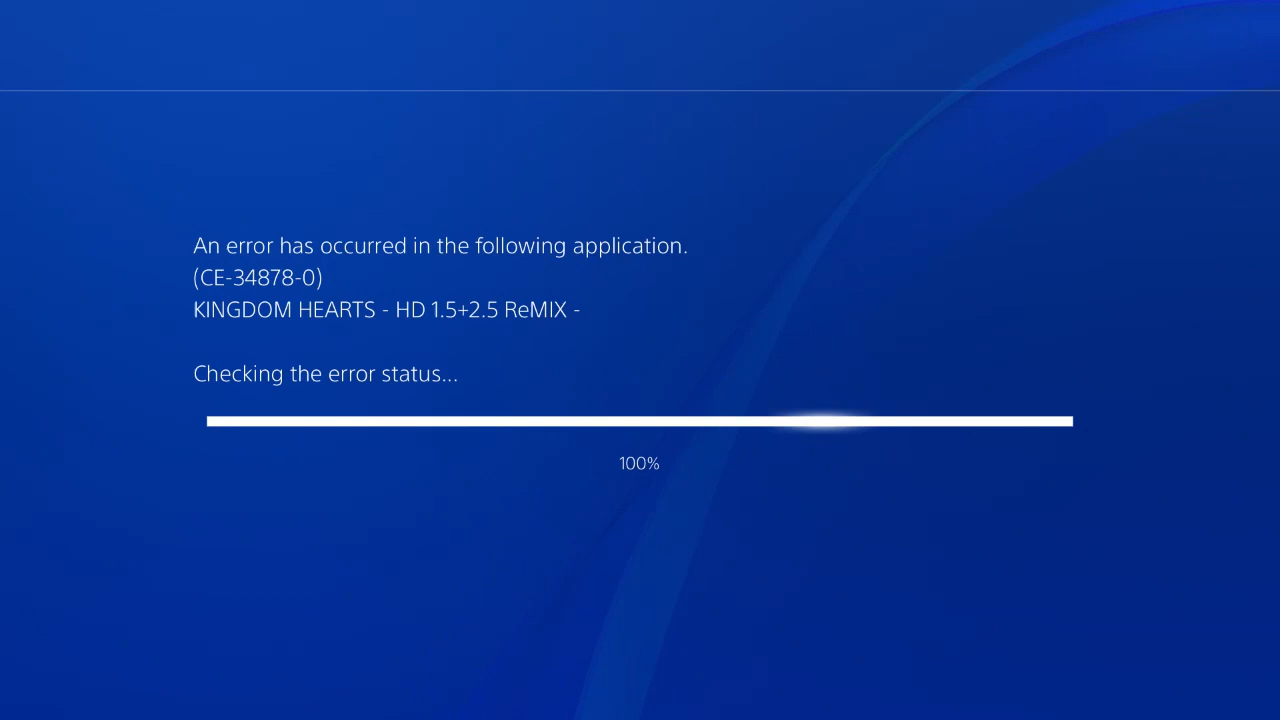 An error has occurred in the following application.
(CE-34878-0)
KINGDOM HEARTS - HD 1.5+2.5 ReMIX -
Checking the error status...
100%